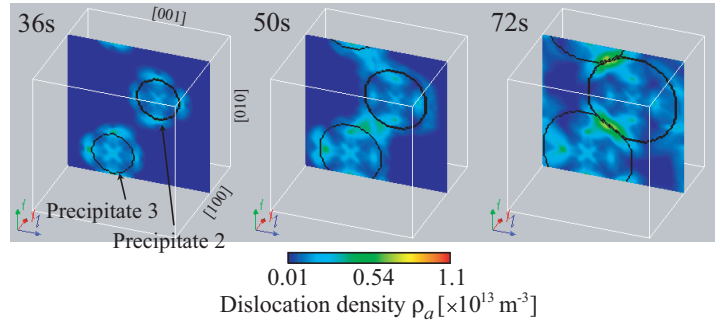 36s
[001]
50s
72s
[010]
[100]
Precipitate 3
Precipitate 2
0.01 0.54 1.1
Dislocation density ρₐ [×10¹³ m⁻³]